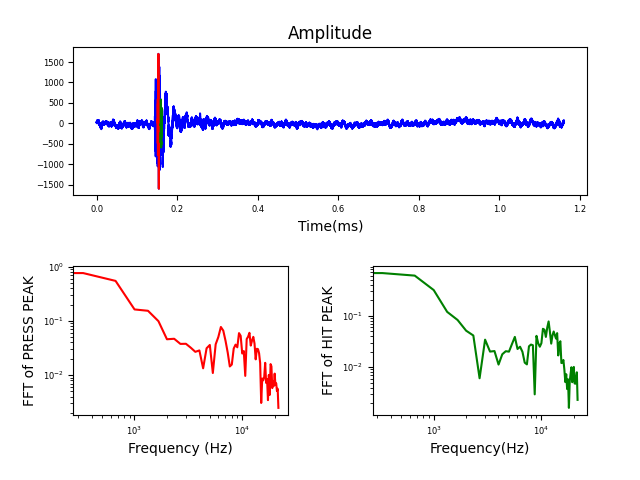 Amplitude
1500
1000
500
0
−500
−1000
−1500
0.0 0.2 0.4 0.6 0.8 1.0 1.2
Time(ms)
FFT of PRESS PEAK
10⁰
10⁻¹
10⁻²
10³ 10⁴
Frequency (Hz)
FFT of HIT PEAK
10⁻¹
10⁻²
10³ 10⁴
Frequency(Hz)